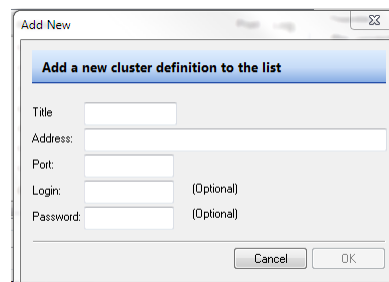 Add New
Add a new cluster definition to the list
Title
Address:
Port:
Login: (Optional)
Password: (Optional)
Cancel OK